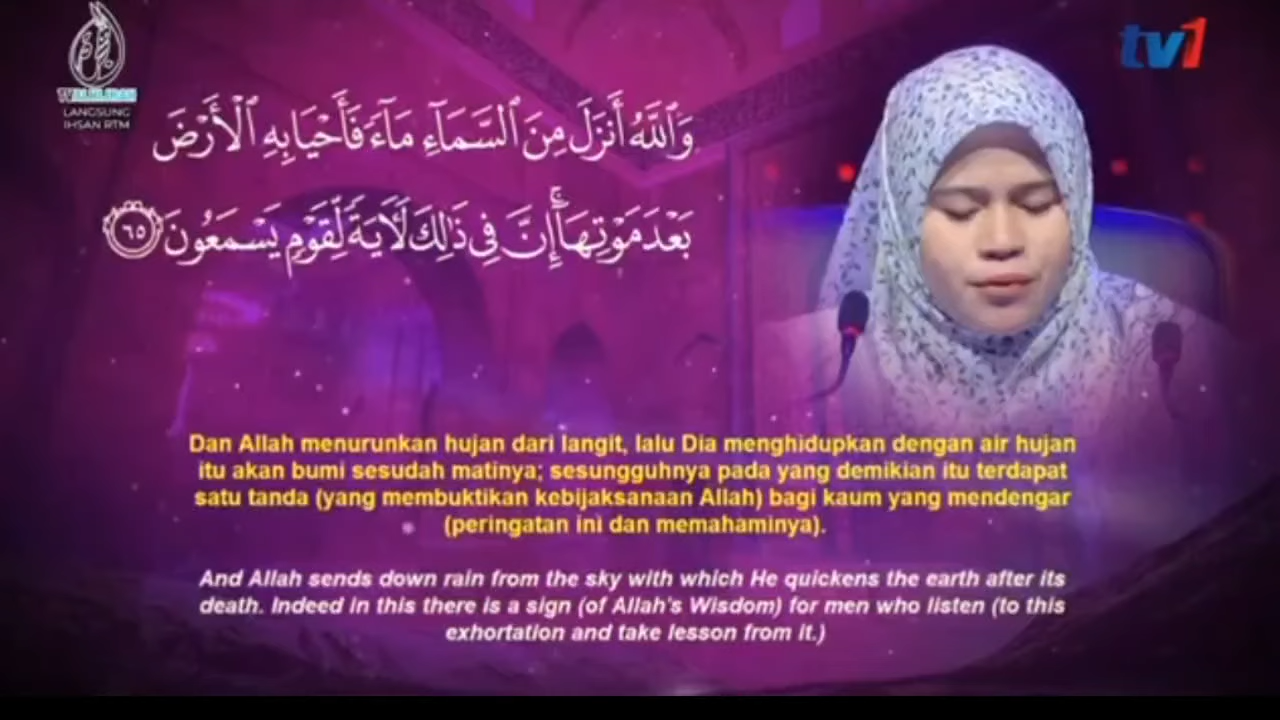 tv1
TVALHIJRAH
LANGSUNG
IHSAN RTM
وَٱللَّهُ أَنزَلَ مِنَ ٱلسَّمَآءِ مَآءً فَأَحْيَا بِهِ ٱلْأَرْضَ
بَعْدَ مَوْتِهَآ ۚ إِنَّ فِى ذَٰلِكَ لَءَايَةً لِّقَوْمٍ يَسْمَعُونَ ٦٥
Dan Allah menurunkan hujan dari langit, lalu Dia menghidupkan dengan air hujan
itu akan bumi sesudah matinya; sesungguhnya pada yang demikian itu terdapat
satu tanda (yang membuktikan kebijaksanaan Allah) bagi kaum yang mendengar
(peringatan ini dan memahaminya).
And Allah sends down rain from the sky with which He quickens the earth after its
death. Indeed in this there is a sign (of Allah's Wisdom) for men who listen (to this
exhortation and take lesson from it.)